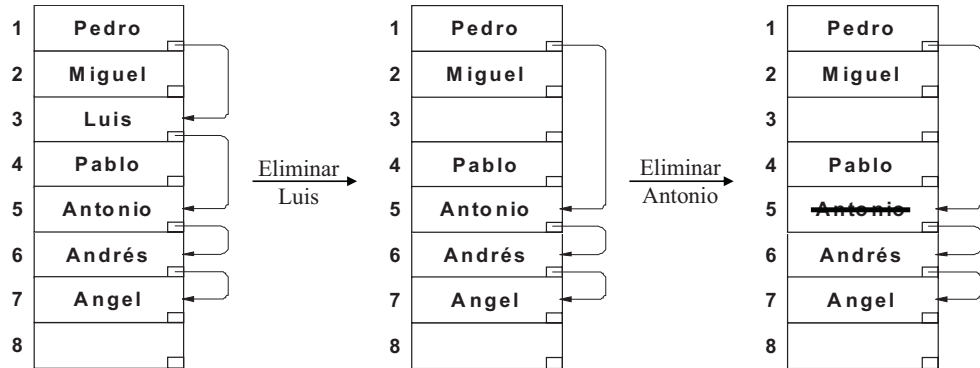 1 Pedro
2 Miguel
3 Luis
4 Pablo
5 Antonio
6 Andrés
7 Angel
8
Eliminar
Luis
1 Pedro
2 Miguel
3
4 Pablo
5 Antonio
6 Andrés
7 Angel
8
Eliminar
Antonio
1 Pedro
2 Miguel
3
4 Pablo
5 Antonio
6 Andrés
7 Angel
8